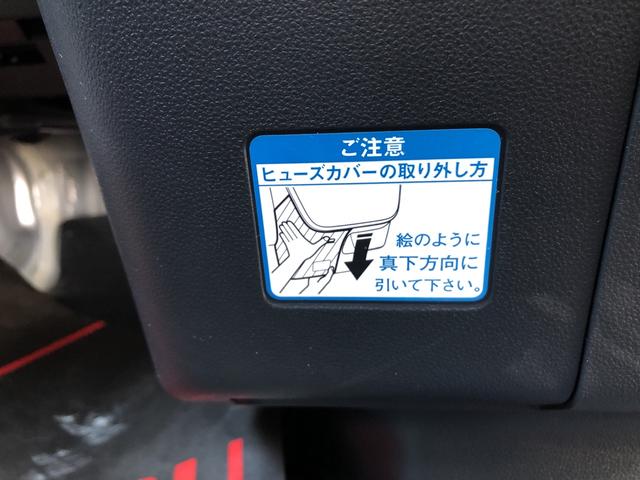 ご注意
ヒューズカバーの取り外し方
絵のように
真下方向に
引いて下さい。